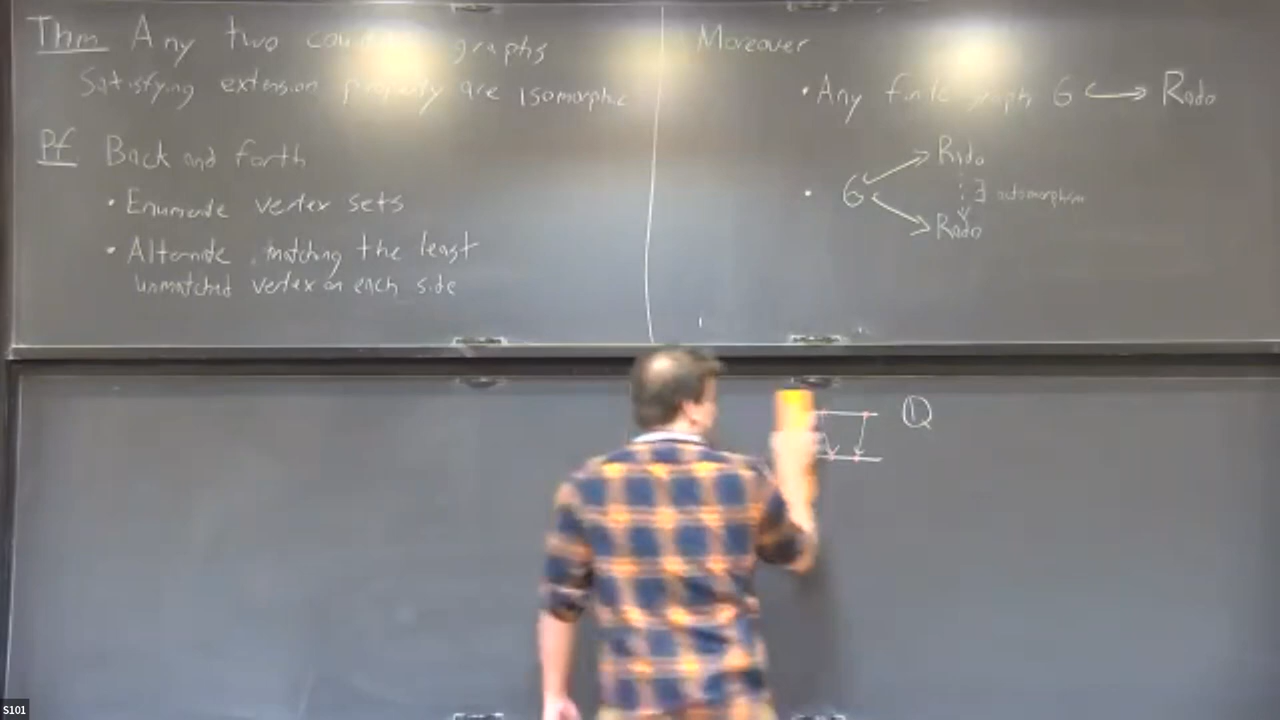 Thm Any two graphs
Satisfying extension property are isomorphic
Pf Back and forth
• Enumerate vertex sets
• Alternate, matching the least
unmatched vertex on each side
Moreover
• Any finite graph G Rado
Rado
• G ∃ automorphism
Rado
Q
S101